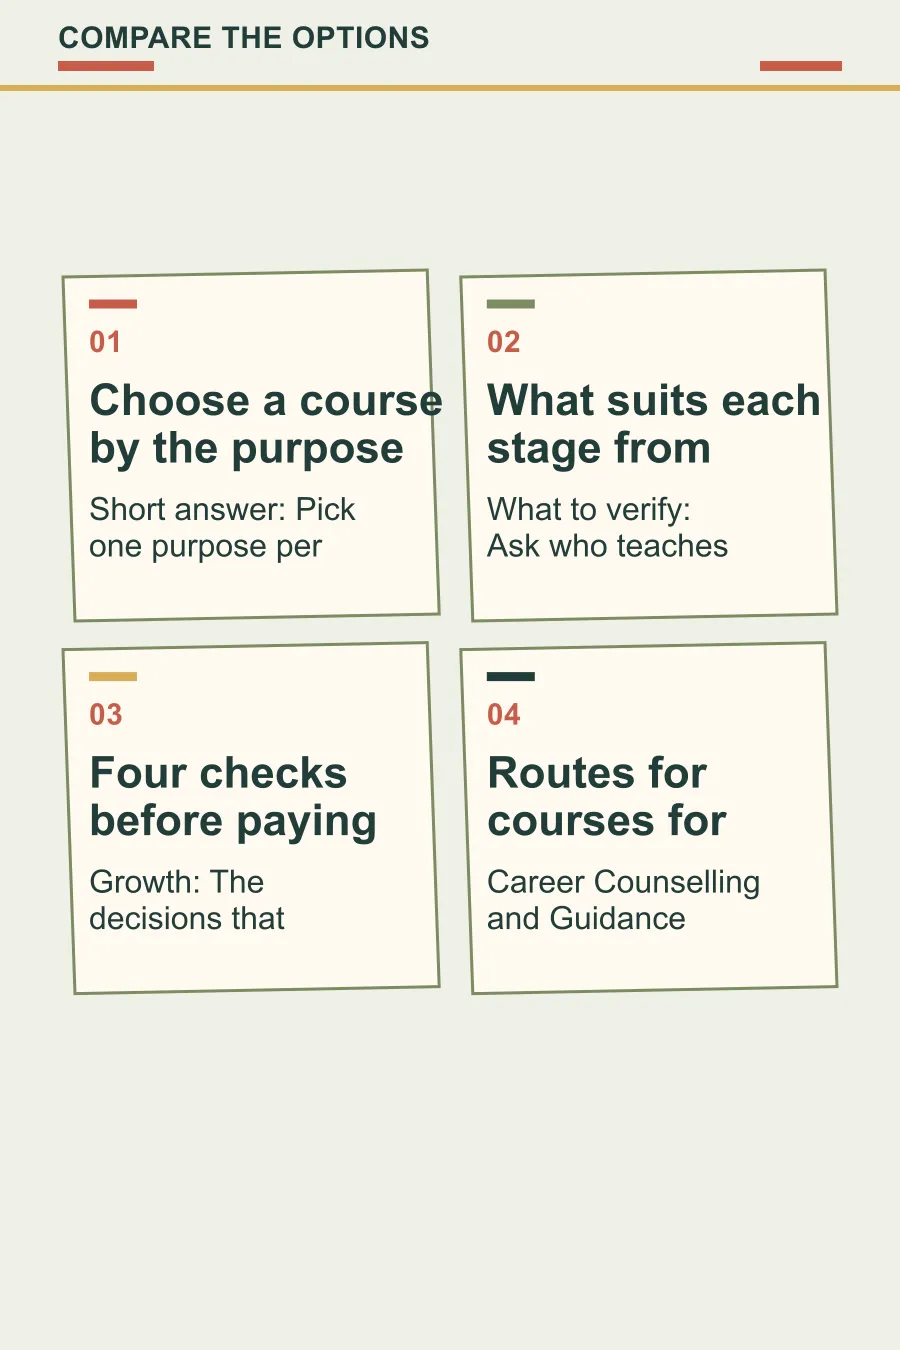 COMPARE THE OPTIONS
01
Choose a course
by the purpose
Short answer: Pick
one purpose per
02
What suits each
stage from
What to verify:
Ask who teaches
03
Four checks
before paying
Growth: The
decisions that
04
Routes for
courses for
Career Counselling
and Guidance